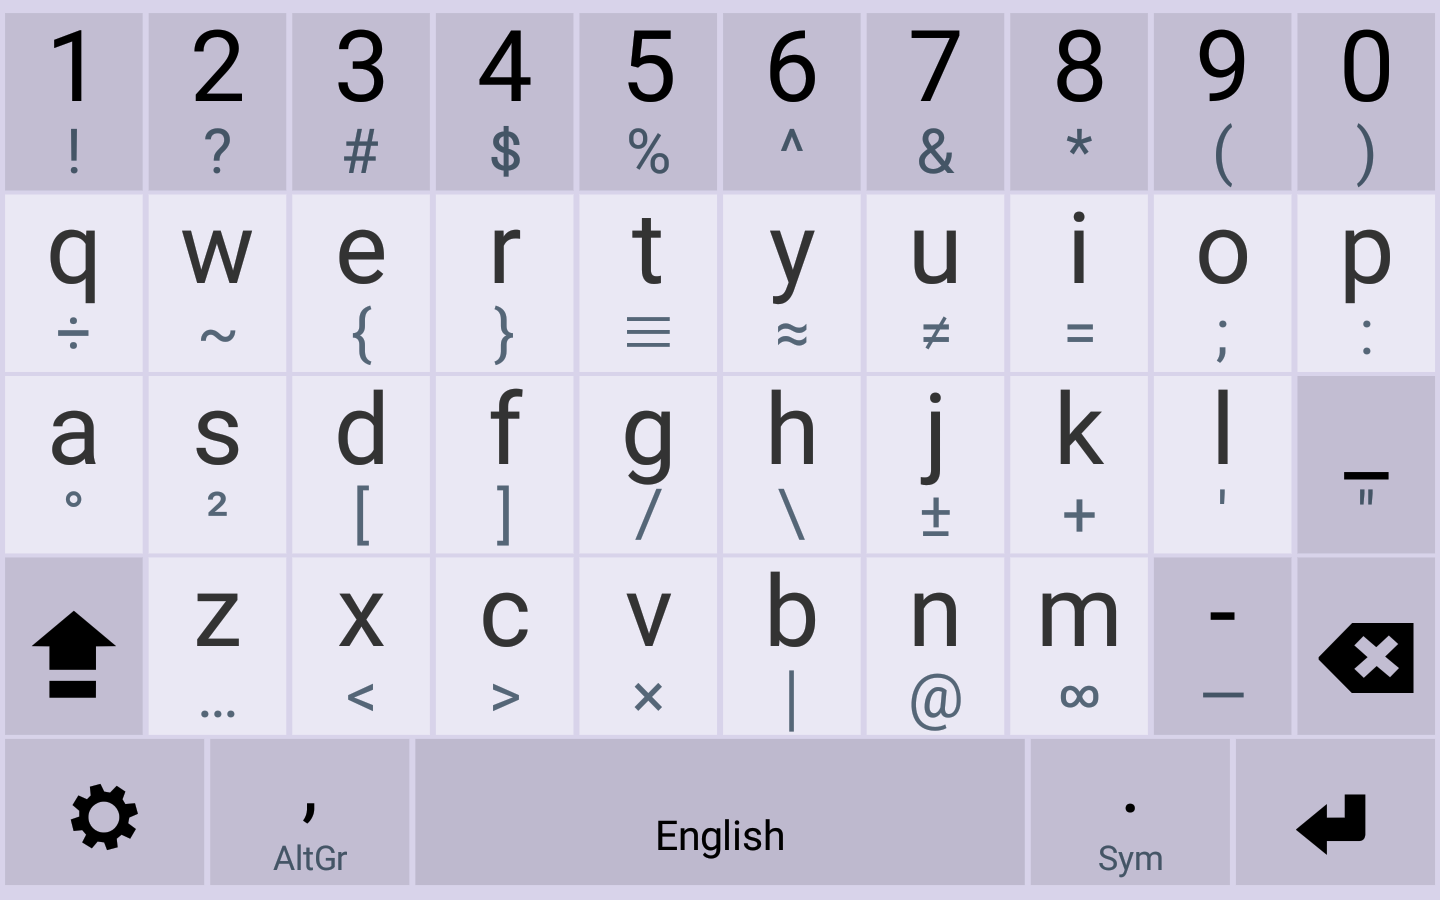 1 2 3 4 5 6 7 8 9 0
! ? # $ % ^ & * ( )
q w e r t y u i o p
÷ ~ { } ≡ ≈ ≠ = ; :
a s d f g h j k l _
° ² [ ] / \ ± + ' "
z x c v b n m -
… < > × | @ ∞ —
, English .
AltGr Sym